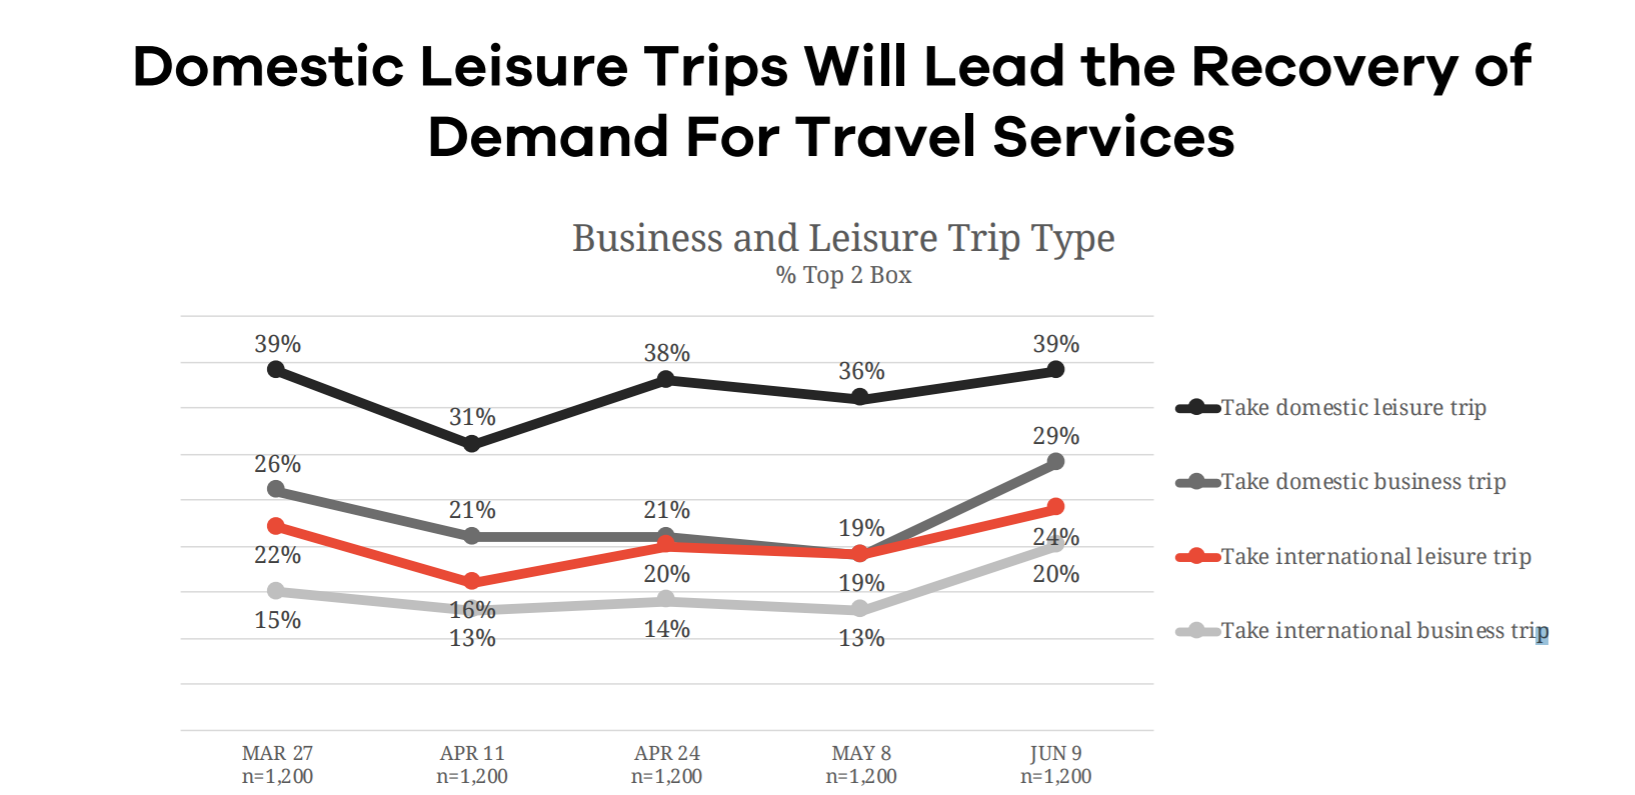 Domestic Leisure Trips Will Lead the Recovery of
Demand For Travel Services
Business and Leisure Trip Type
% Top 2 Box
39%
31%
38%
36%
39%
26%
21%
21%
19%
29%
22%
16%
20%
19%
24%
15%
13%
14%
13%
20%
MAR 27
n=1,200
APR 11
n=1,200
APR 24
n=1,200
MAY 8
n=1,200
JUN 9
n=1,200
Take domestic leisure trip
Take domestic business trip
Take international leisure trip
Take international business trip